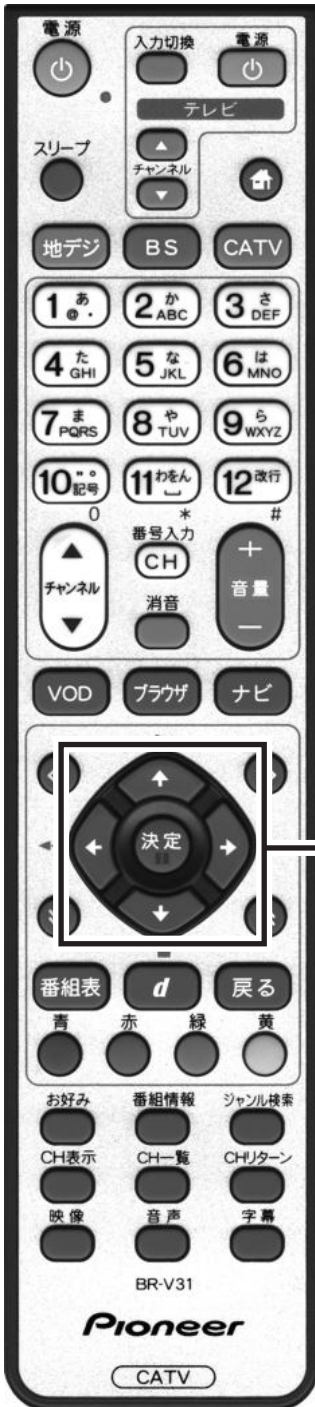 電源
入力切換 電源
テレビ
スリープ
チャンネル
地デジ BS CATV
1 あ @. 2 か ABC 3 さ DEF
4 た GHI 5 な JKL 6 は MNO
7 ま PQRS 8 や TUV 9 ら WXYZ
10 ゛゜ 記号 11 わをん ␣ 12 改行
0 * #
番号入力
チャンネル CH + 音量 −
消音
VOD ブラウザ ナビ
決定
番組表 d 戻る
青 赤 緑 黄
お好み 番組情報 ジャンル検索
CH表示 CH一覧 CHリターン
映像 音声 字幕
BR-V31
Pioneer
CATV